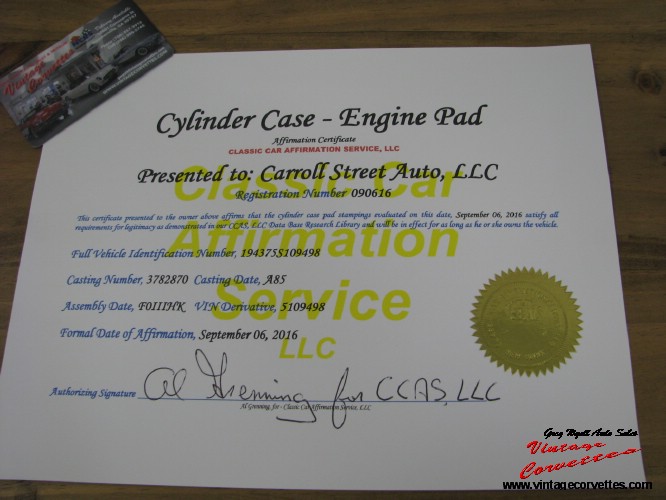 Vintage
Corvettes
Cylinder Case - Engine Pad
Affirmation Certificate
CLASSIC CAR AFFIRMATION SERVICE, LLC
Presented to: Carroll Street Auto, LLC
Registration Number 090616
Classic Car
Affirmation
Service
LLC
This certificate presented to the owner above affirms that the cylinder case pad stampings evaluated on this date, September 06, 2016 satisfy all
requirements for legitimacy as demonstrated in our CCAS, LLC Data Base Research Library and will be in effect for as long as he or she owns the vehicle.
Full Vehicle Identification Number, 194375S109498
Casting Number, 3782870 Casting Date, A85
Assembly Date, F0111HK VIN Derivative, 5109498
Formal Date of Affirmation, September 06, 2016
Authorizing Signature Al Grenning for CCAS, LLC
Al Grenning, for - Classic Car Affirmation Service, LLC
Greg Wyatt Auto Sales
Vintage
Corvettes
www.vintagecorvettes.com